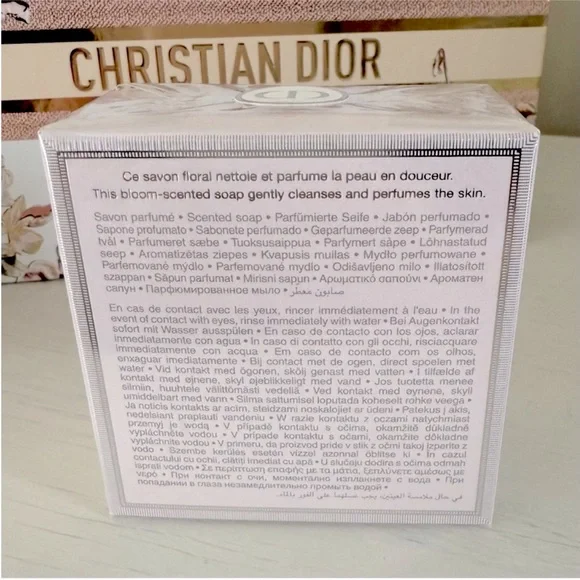 CHRISTIAN DIOR
Ce savon floral nettoie et parfume la peau en douceur.
This bloom-scented soap gently cleanses and perfumes the skin.
Savon parfumé • Scented soap • Parfümierte Seife • Jabón perfumado •
Sapone profumato • Sabonete perfumado • Geparfumeerde zeep • Parfymerad
tvål • Parfumeret sæbe • Tuoksusaippua • Parfymert såpe • Lõhnastatud
seep • Aromatizētas ziepes • Kvapusis muilas • Mydło perfumowane •
Parfemované mýdlo • Parfemované mydlo • Odišavljeno milo • Illatosított
szappan • Săpun parfumat • Mirisni sapun • Αρωματικό σαπούνι • Ароматен
сапун • Парфюмированное мыло • صابون معطر •
En cas de contact avec les yeux, rincer immédiatement à l'eau • In the
event of contact with eyes, rinse immediately with water • Bei Augenkontakt
sofort mit Wasser ausspülen • En caso de contacto con los ojos, aclarar
inmediatamente con agua • In caso di contatto con gli occhi, risciacquare
immediatamente con acqua • Em caso de contacto com os olhos,
enxaguar imediatamente • Bij contact met de ogen, direct spoelen met
water • Vid kontakt med ögonen, skölj genast med vatten • I tilfælde af
kontakt med øjnene, skyl øjeblikkeligt med vand • Jos tuotetta menee
silmiin, huuhtele välittömästi vedellä • Ved kontakt med øynene, skyll
umiddelbart med vann • Silma sattumisel loputada koheselt rohke veega •
Ja noticis kontakts ar acīm, steidzami noskalojiet ar ūdeni • Patekus į akis,
nedelsiant praplauti vandeniu • W razie kontaktu z oczami natychmiast
przemyj je wodą • V případě kontaktu s očima, okamžitě důkladně
vypláchněte vodou • V prípade kontaktu s očami, okamžite dôkladne
vypláchnite vodou • V primeru, da proizvod pride v stik z očmi takoj izperite z
vodo • Szembe kerülés esetén vízzel azonnal öblítse ki • În cazul
contactului cu ochii, clătiți imediat cu apă • U slučaju dodira s očima odmah
isprati vodom • Σε περίπτωση επαφής με τα μάτια, ξεπλύνετε αμέσως με
νερό • При контакт с очи, моментално изплакнете с вода • При
попадании в глаза незамедлительно промыть водой •
في حال ملامسة العينين، يجب غسلهما على الفور بالماء.